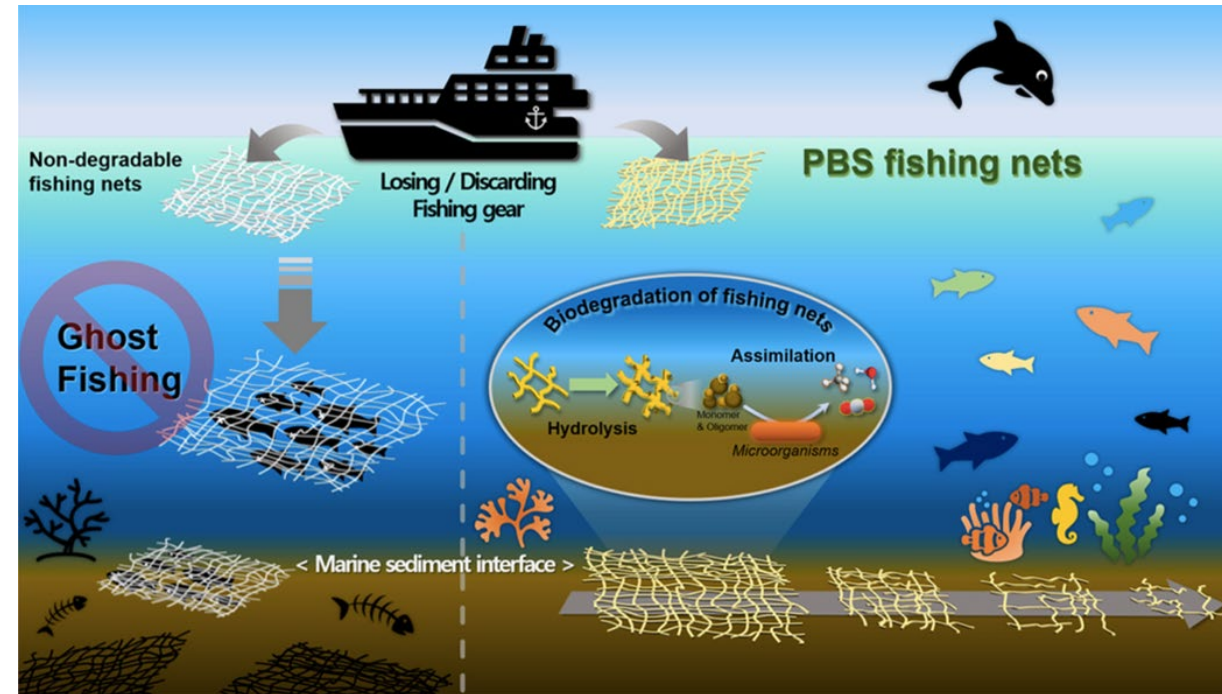 Non-degradable
fishing nets
Losing / Discarding
Fishing gear
PBS fishing nets
Ghost
Fishing
Biodegradation of fishing nets
Assimilation
Hydrolysis
Monomer
& Oligomer
Microorganisms
< Marine sediment interface >